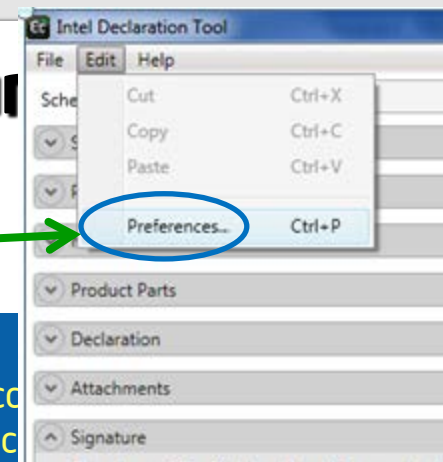 Intel Declaration Tool
File Edit Help
Sche
Cut Ctrl+X
Copy Ctrl+C
Paste Ctrl+V
Preferences... Ctrl+P
Product Parts
Declaration
Attachments
Signature